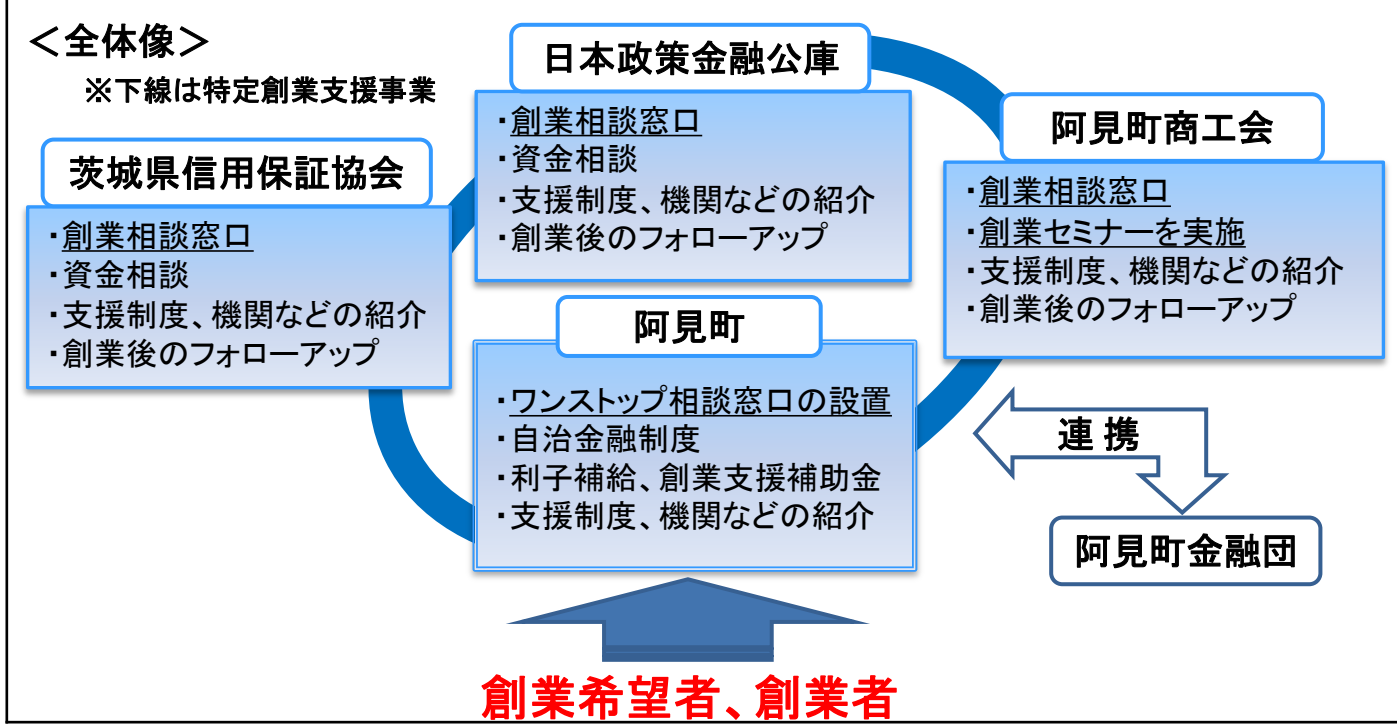 ＜全体像＞
※下線は特定創業支援事業
日本政策金融公庫
・創業相談窓口
・資金相談
・支援制度、機関などの紹介
・創業後のフォローアップ
阿見町商工会
・創業相談窓口
・創業セミナーを実施
・支援制度、機関などの紹介
・創業後のフォローアップ
茨城県信用保証協会
・創業相談窓口
・資金相談
・支援制度、機関などの紹介
・創業後のフォローアップ
阿見町
・ワンストップ相談窓口の設置
・自治金融制度
・利子補給、創業支援補助金
・支援制度、機関などの紹介
連携
阿見町金融団
創業希望者、創業者